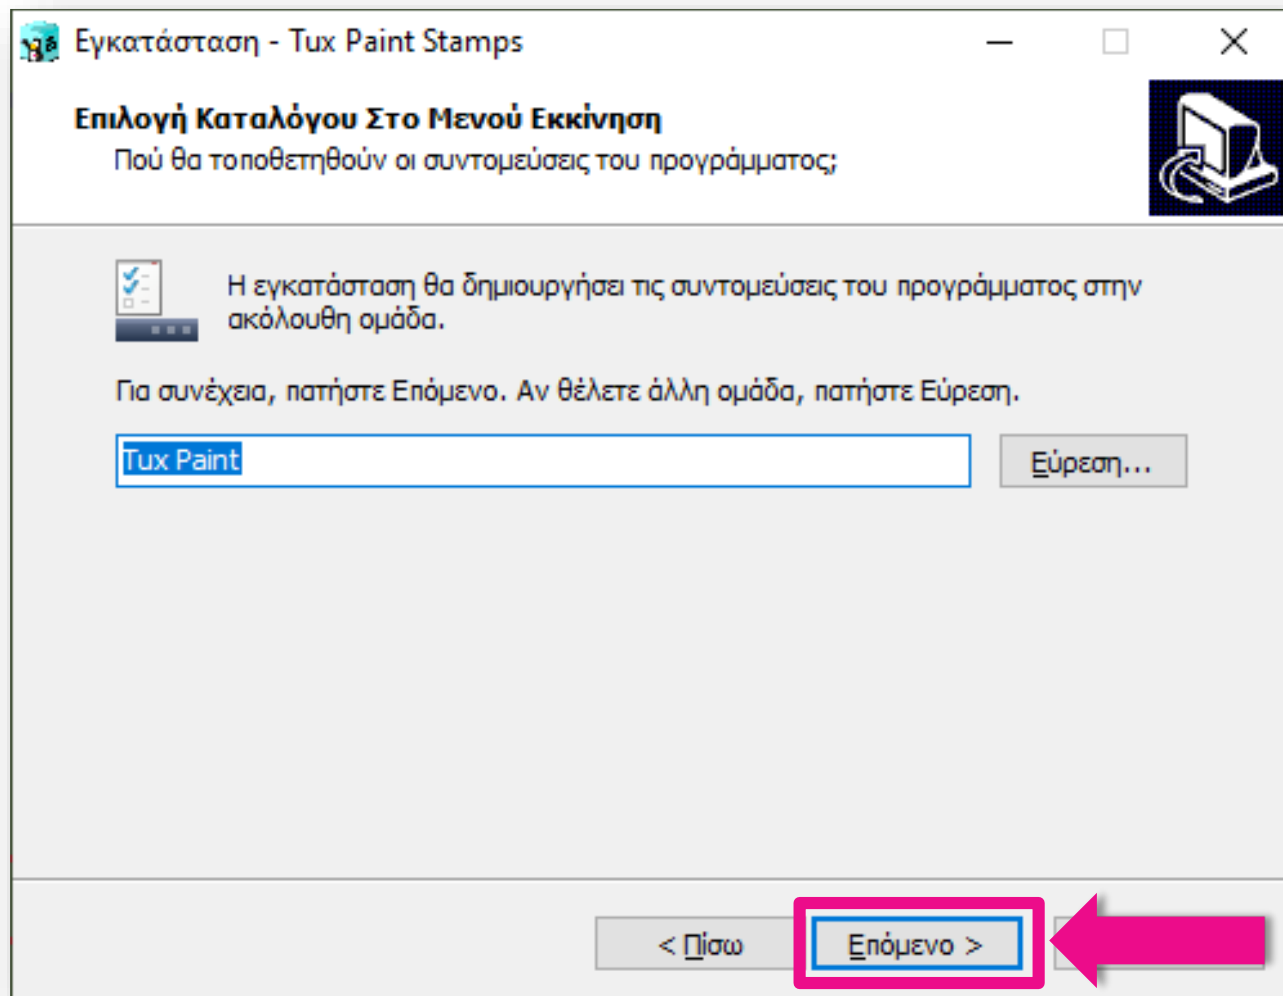 Εγκατάσταση - Tux Paint Stamps
Επιλογή Καταλόγου Στο Μενού Εκκίνηση
Πού θα τοποθετηθούν οι συντομεύσεις του προγράμματος;
Η εγκατάσταση θα δημιουργήσει τις συντομεύσεις του προγράμματος στην
ακόλουθη ομάδα.
Για συνέχεια, πατήστε Επόμενο. Αν θέλετε άλλη ομάδα, πατήστε Εύρεση.
Tux Paint
Εύρεση...
< Πίσω
Επόμενο >